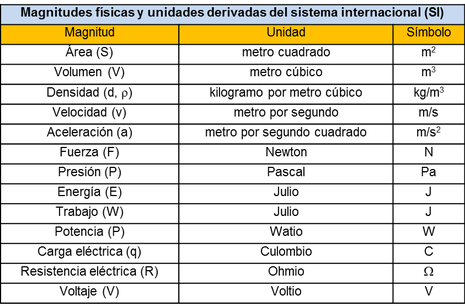 Magnitudes físicas y unidades derivadas del sistema internacional (SI)
Magnitud Unidad Símbolo
Área (S) metro cuadrado m²
Volumen (V) metro cúbico m³
Densidad (d, ρ) kilogramo por metro cúbico kg/m³
Velocidad (v) metro por segundo m/s
Aceleración (a) metro por segundo cuadrado m/s²
Fuerza (F) Newton N
Presión (P) Pascal Pa
Energía (E) Julio J
Trabajo (W) Julio J
Potencia (P) Watio W
Carga eléctrica (q) Culombio C
Resistencia eléctrica (R) Ohmio Ω
Voltaje (V) Voltio V